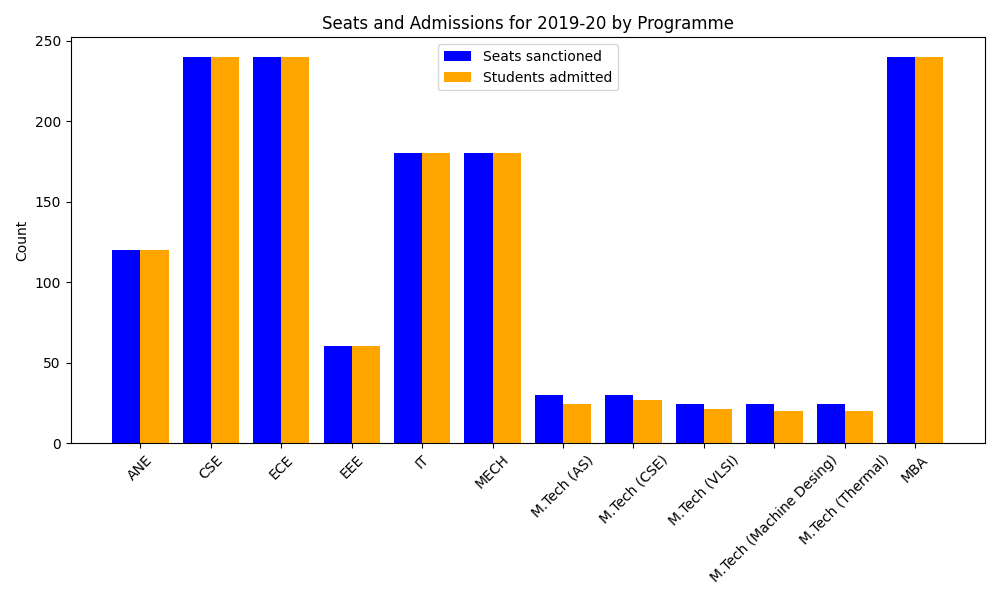 Seats and Admissions for 2019-20 by Programme
Seats sanctioned
Students admitted
Count
250
200
150
100
50
0
ANE
CSE
ECE
EEE
IT
MECH
M.Tech (AS)
M.Tech (CSE)
M.Tech (VLSI)
M.Tech (Machine Desing)
M.Tech (Thermal)
MBA